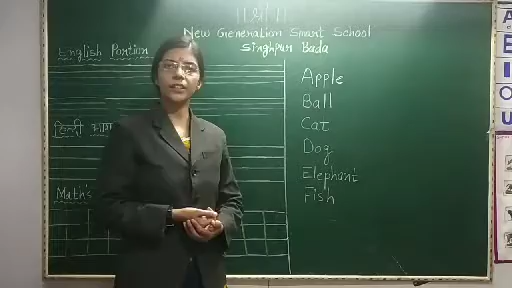 ॥ श्री ॥
New Generation Smart School
Singhpur Bada
English Portion
हिन्दी भाग
Math's
Apple
Ball
Cat
Dog
Elephant
Fish
A
E
I
O
U